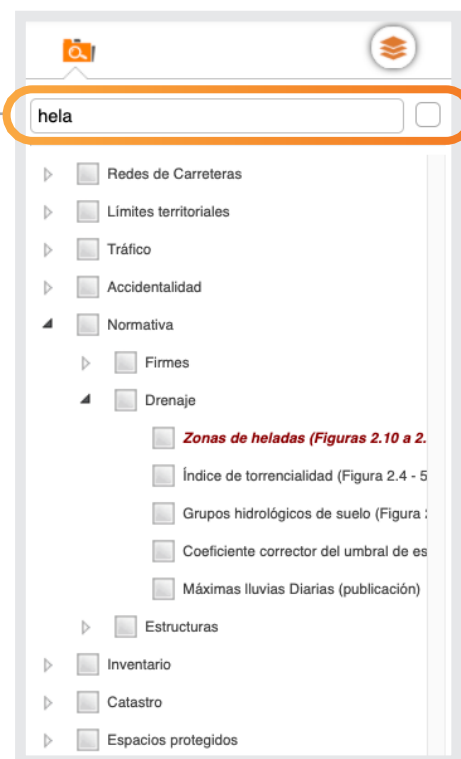 hela
Redes de Carreteras
Límites territoriales
Tráfico
Accidentalidad
Normativa
Firmes
Drenaje
Zonas de heladas (Figuras 2.10 a 2.
Índice de torrencialidad (Figura 2.4 - 5
Grupos hidrológicos de suelo (Figura
Coeficiente corrector del umbral de es
Máximas lluvias Diarias (publicación)
Estructuras
Inventario
Catastro
Espacios protegidos